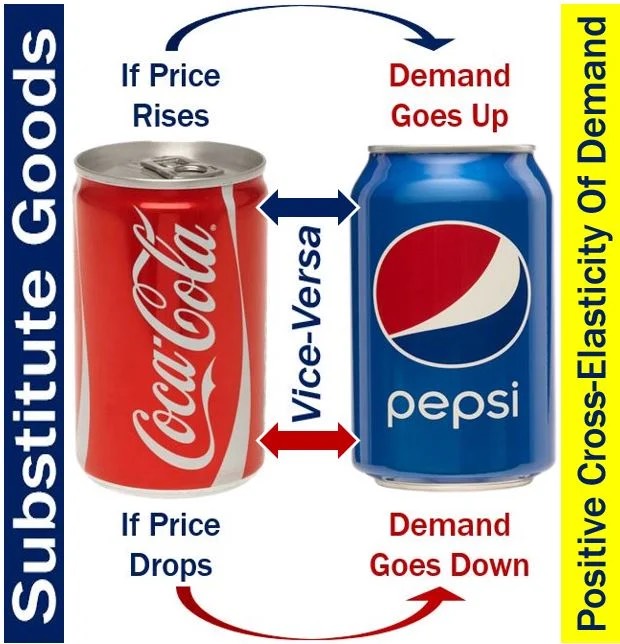 Substitute Goods
If Price
Rises
Demand
Goes Up
Coca-Cola
Vice-Versa
pepsi
If Price
Drops
Demand
Goes Down
Positive Cross-Elasticity Of Demand